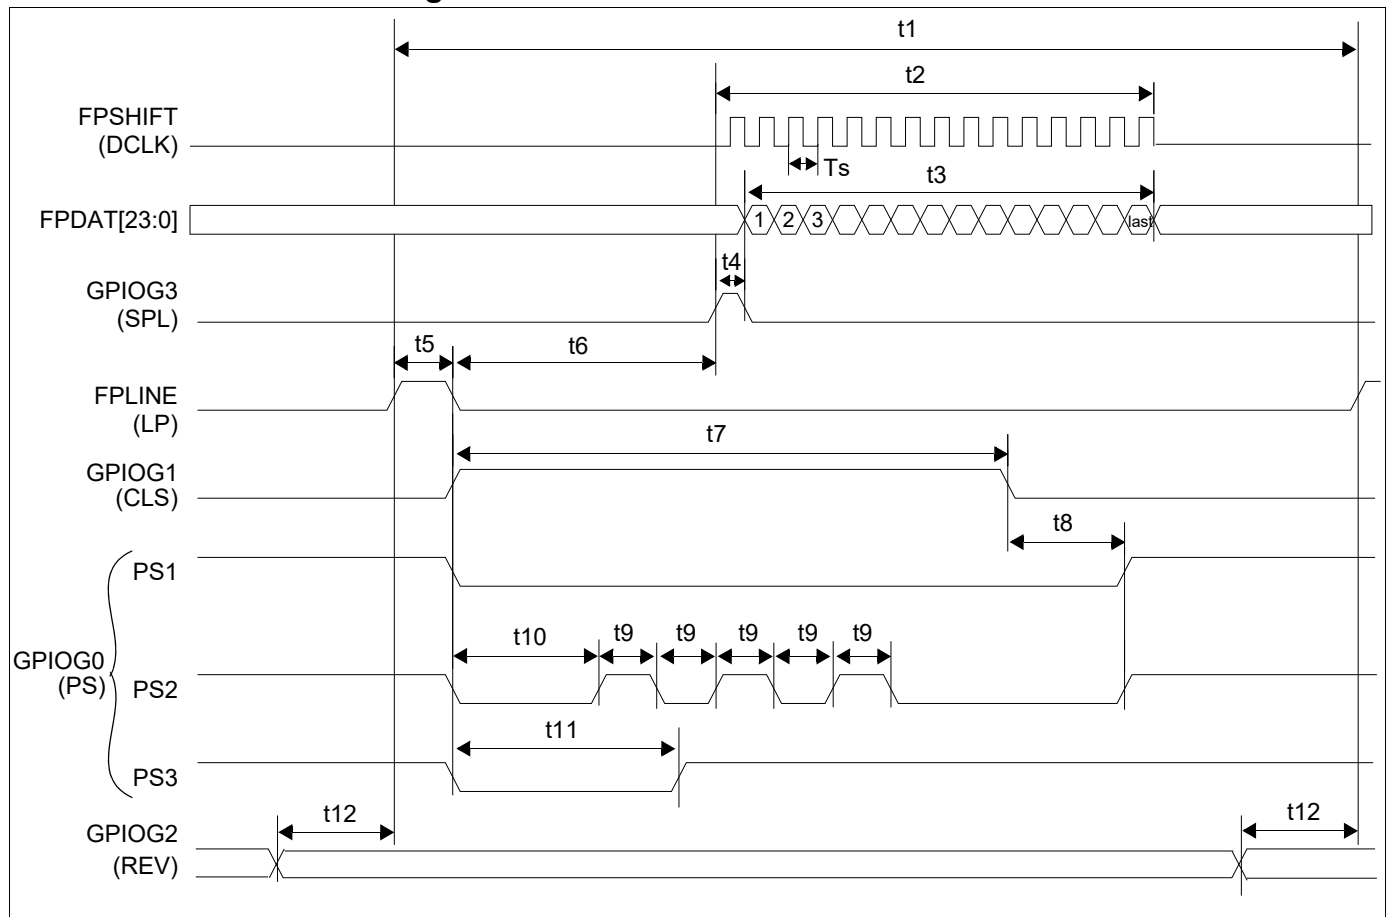 t1
t2
FPSHIFT
(DCLK)
Ts
t3
FPDAT[23:0]
1 2 3 last
t4
GPIOG3
(SPL)
t5 t6
FPLINE
(LP)
t7
GPIOG1
(CLS)
t8
PS1
t10 t9 t9 t9 t9 t9
GPIOG0
(PS)
PS2
t11
PS3
t12 t12
GPIOG2
(REV)